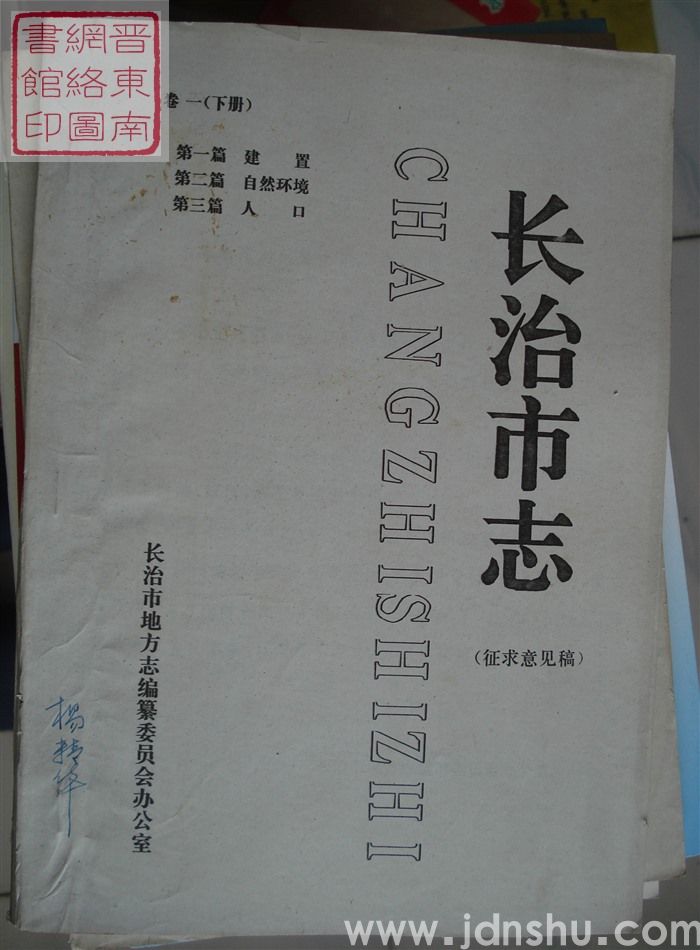 晋東南
網絡圖
書館印
卷一(下册)
第一篇 建 置
第二篇 自然环境
第三篇 人 口
长治市志
CHANGZHISHIZHI
(征求意见稿)
长治市地方志编纂委员会办公室
杨精华
www.jdnshu.com